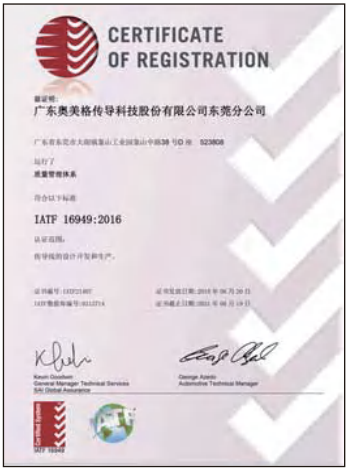 CERTIFICATE
OF REGISTRATION
兹证明:
广东奥美格传导科技股份有限公司东莞分公司
523808
运行了
质量管理体系
符合以下标准
IATF 16949:2016
认证范围:
传导线的设计开发和生产。
Kevin Goodwin
General Manager Technical Services
SAI Global Assurance
George Azedo
Automotive Technical Manager
Certified System
IATF 16949